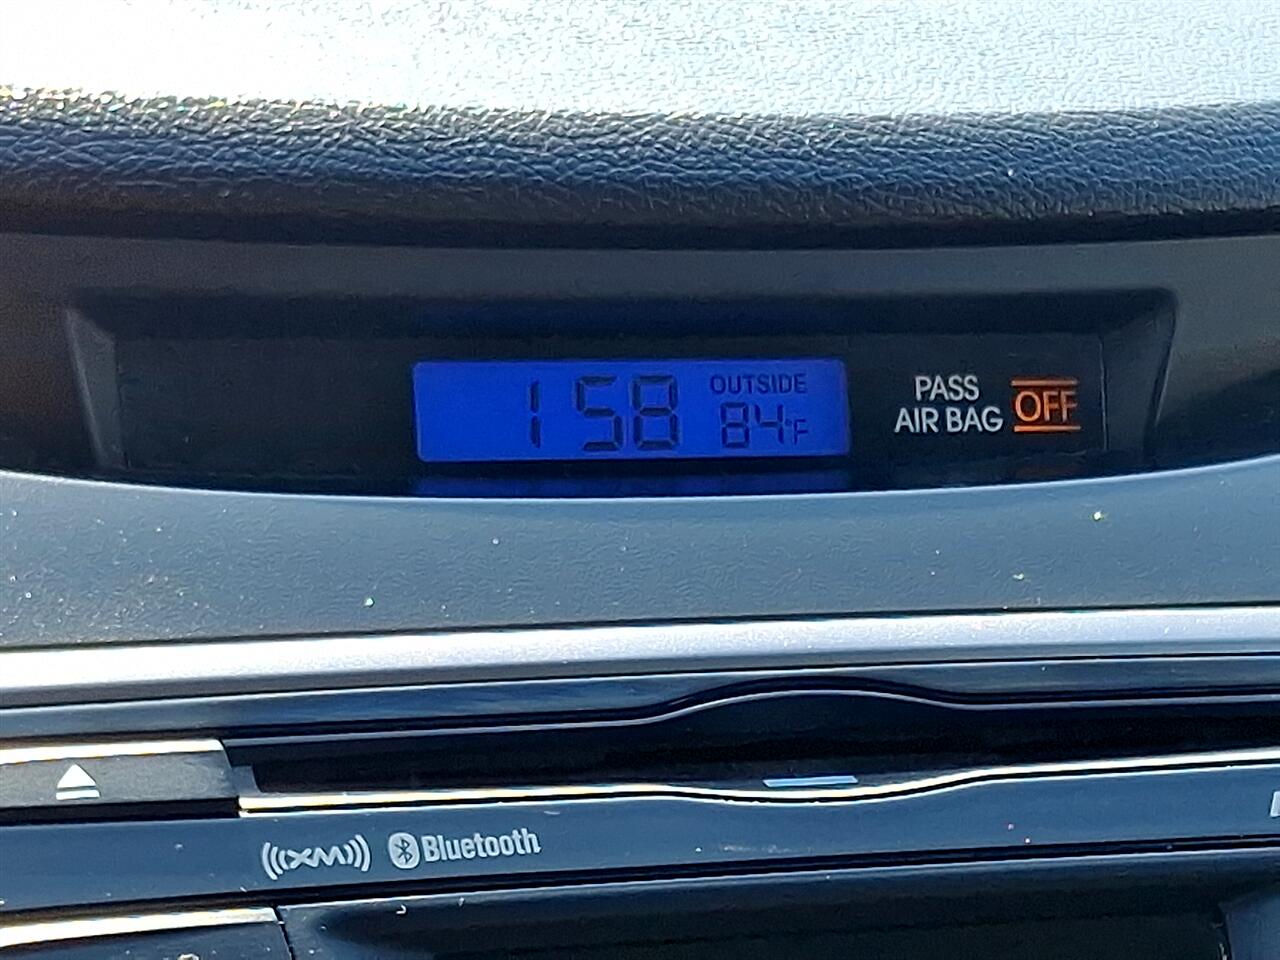 1 58
OUTSIDE
84°F
PASS
AIR BAG
OFF
XM
Bluetooth